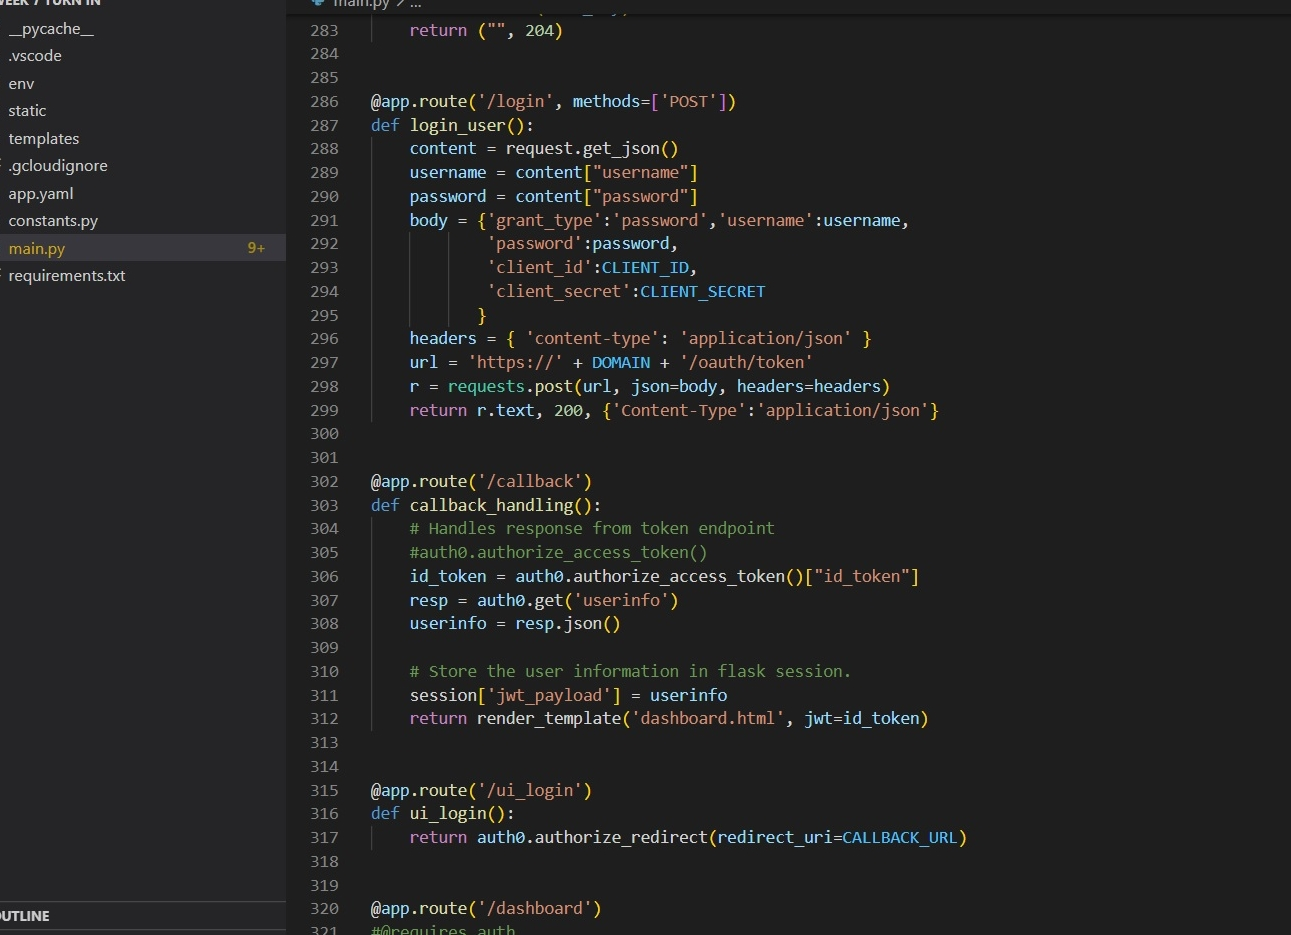 WEEK 7 TURN IN
__pycache__
.vscode
env
static
templates
.gcloudignore
app.yaml
constants.py
main.py 9+
requirements.txt
OUTLINE
main.py > ...
283 return ("", 204)
284
285
286 @app.route('/login', methods=['POST'])
287 def login_user():
288 content = request.get_json()
289 username = content["username"]
290 password = content["password"]
291 body = {'grant_type':'password','username':username,
292 'password':password,
293 'client_id':CLIENT_ID,
294 'client_secret':CLIENT_SECRET
295 }
296 headers = { 'content-type': 'application/json' }
297 url = 'https://' + DOMAIN + '/oauth/token'
298 r = requests.post(url, json=body, headers=headers)
299 return r.text, 200, {'Content-Type':'application/json'}
300
301
302 @app.route('/callback')
303 def callback_handling():
304 # Handles response from token endpoint
305 #auth0.authorize_access_token()
306 id_token = auth0.authorize_access_token()["id_token"]
307 resp = auth0.get('userinfo')
308 userinfo = resp.json()
309
310 # Store the user information in flask session.
311 session['jwt_payload'] = userinfo
312 return render_template('dashboard.html', jwt=id_token)
313
314
315 @app.route('/ui_login')
316 def ui_login():
317 return auth0.authorize_redirect(redirect_uri=CALLBACK_URL)
318
319
320 @app.route('/dashboard')
321 #@requires_auth